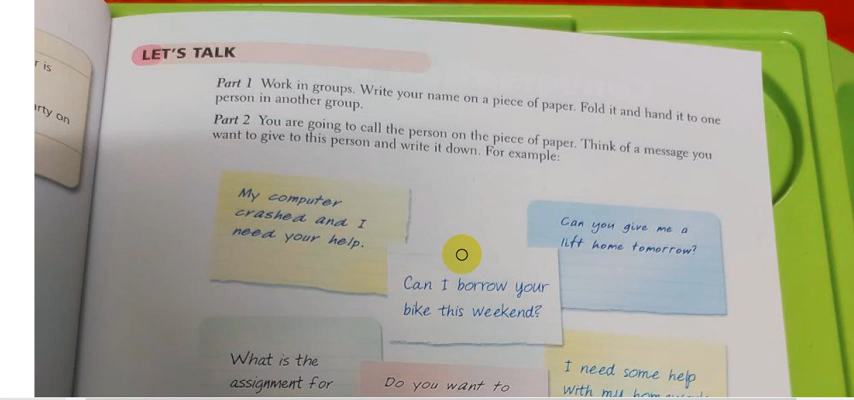 r is
rty on
LET'S TALK
Part 1 Work in groups. Write your name on a piece of paper. Fold it and hand it to one
person in another group.
Part 2 You are going to call the person on the piece of paper. Think of a message you
want to give to this person and write it down. For example:
My computer
crashed and I
need your help.
Can you give me a
lift home tomorrow?
Can I borrow your
bike this weekend?
What is the
assignment for
Do you want to
I need some help
with my